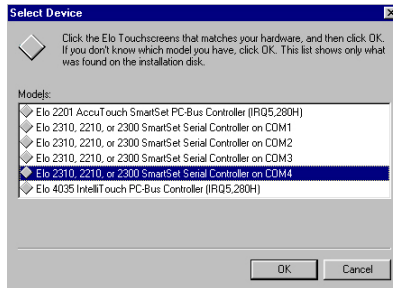 Select Device
Click the Elo Touchscreens that matches your hardware, and then click OK.
If you don't know which model you have, click OK. This list shows only what
was found on the installation disk.
Models:
Elo 2201 AccuTouch SmartSet PC-Bus Controller (IRQ5,280H)
Elo 2310, 2210, or 2300 SmartSet Serial Controller on COM1
Elo 2310, 2210, or 2300 SmartSet Serial Controller on COM2
Elo 2310, 2210, or 2300 SmartSet Serial Controller on COM3
Elo 2310, 2210, or 2300 SmartSet Serial Controller on COM4
Elo 4035 IntelliTouch PC-Bus Controller (IRQ5,280H)
OK Cancel